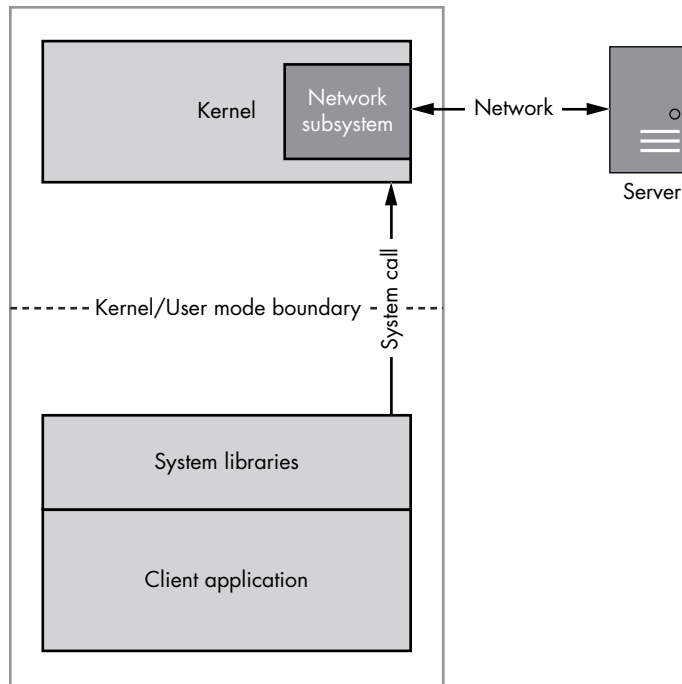 Kernel
Network
subsystem
Network
Server
System call
Kernel/User mode boundary
System libraries
Client application